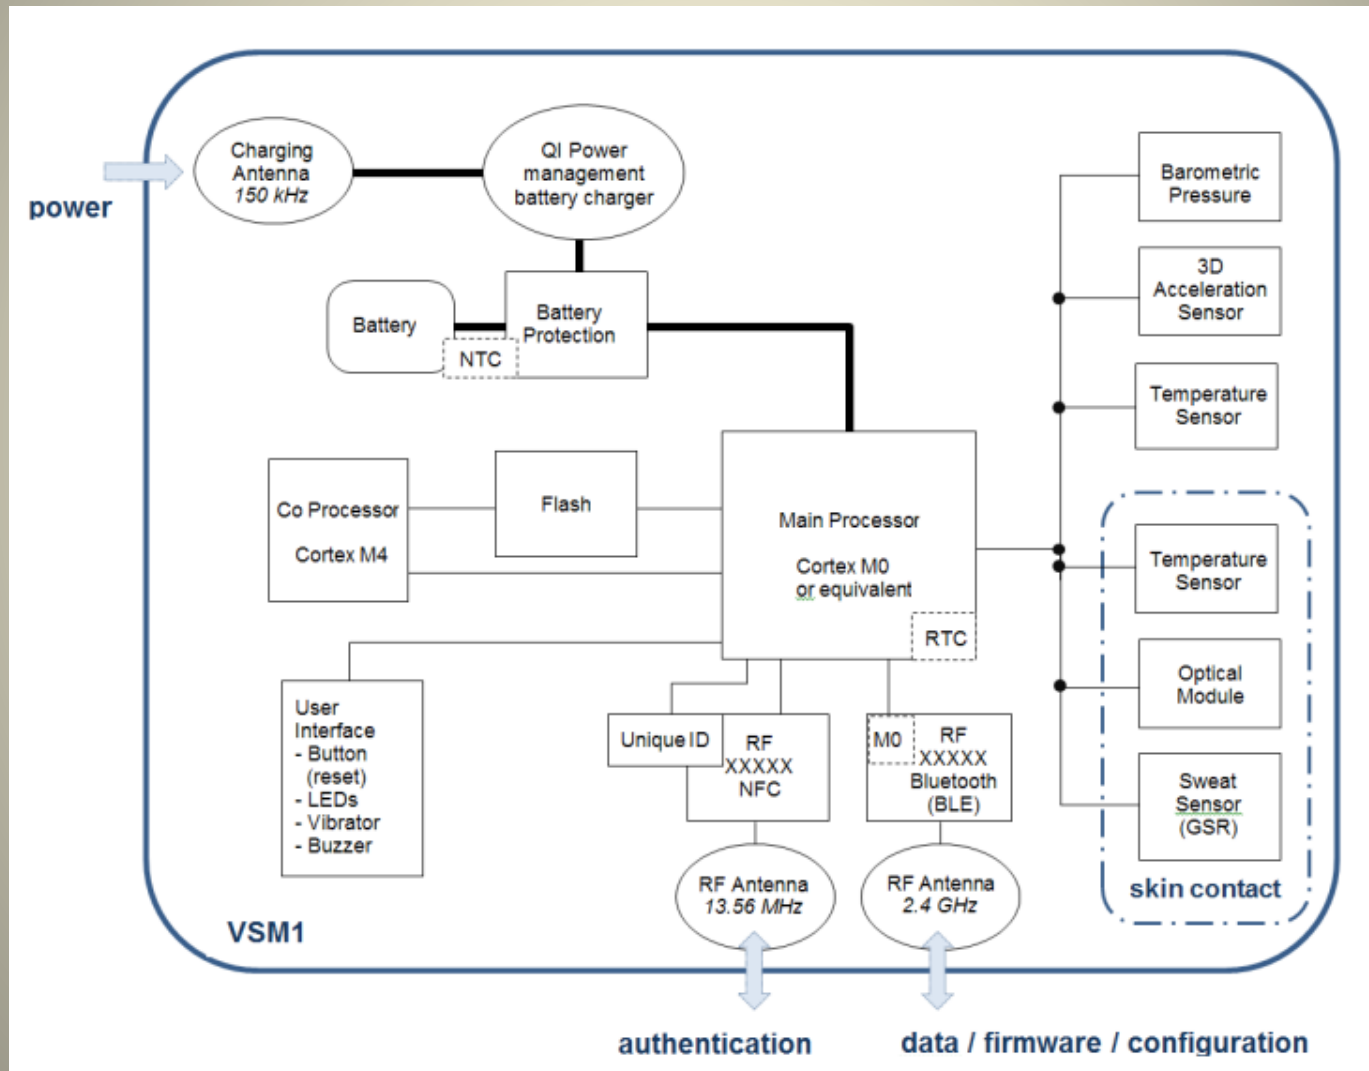 power
Charging
Antenna
150 kHz
QI Power
management
battery charger
Battery
NTC
Battery
Protection
Co Processor
Cortex M4
Flash
Main Processor
Cortex M0
or equivalent
RTC
User
Interface
- Button
(reset)
- LEDs
- Vibrator
- Buzzer
Unique ID
RF
XXXXX
NFC
M0
RF
XXXXX
Bluetooth
(BLE)
RF Antenna
13.56 MHz
RF Antenna
2.4 GHz
Barometric
Pressure
3D
Acceleration
Sensor
Temperature
Sensor
Temperature
Sensor
Optical
Module
Sweat
Sensor
(GSR)
skin contact
VSM1
authentication
data / firmware / configuration